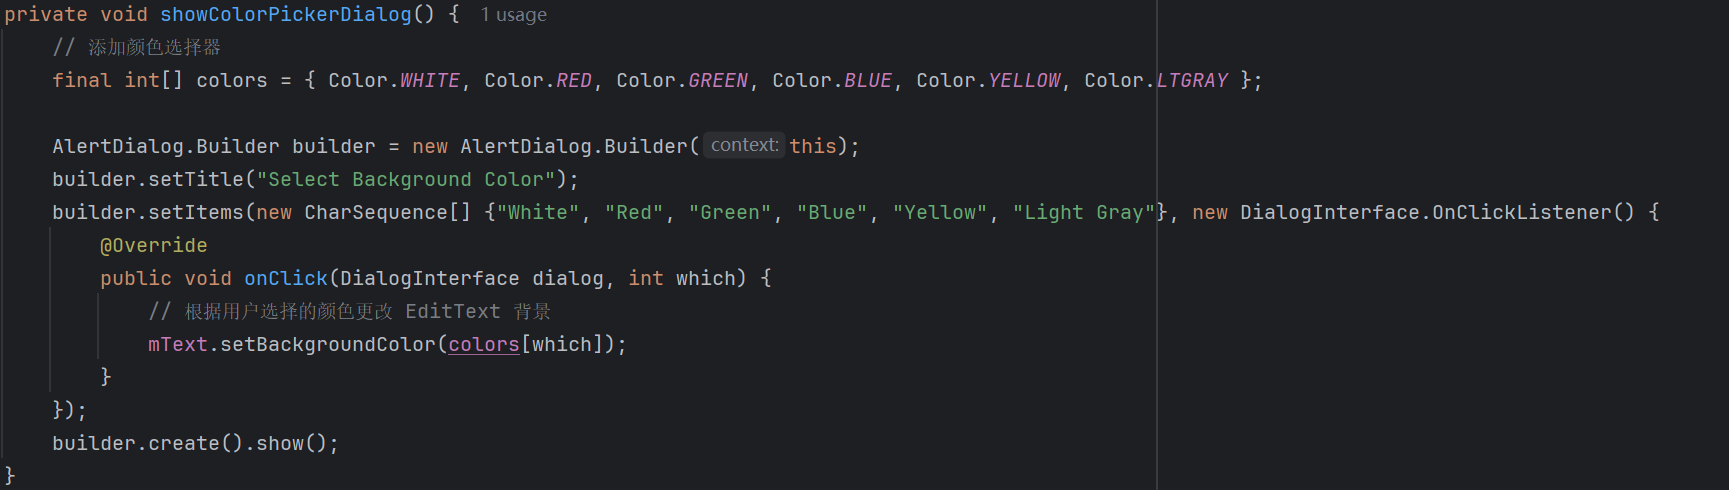 private void showColorPickerDialog() { 1 usage
// 添加颜色选择器
final int[] colors = { Color.WHITE, Color.RED, Color.GREEN, Color.BLUE, Color.YELLOW, Color.LTGRAY };
AlertDialog.Builder builder = new AlertDialog.Builder( context: this);
builder.setTitle("Select Background Color");
builder.setItems(new CharSequence[] {"White", "Red", "Green", "Blue", "Yellow", "Light Gray"}, new DialogInterface.OnClickListener() {
@Override
public void onClick(DialogInterface dialog, int which) {
// 根据用户选择的颜色更改 EditText 背景
mText.setBackgroundColor(colors[which]);
}
});
builder.create().show();
}